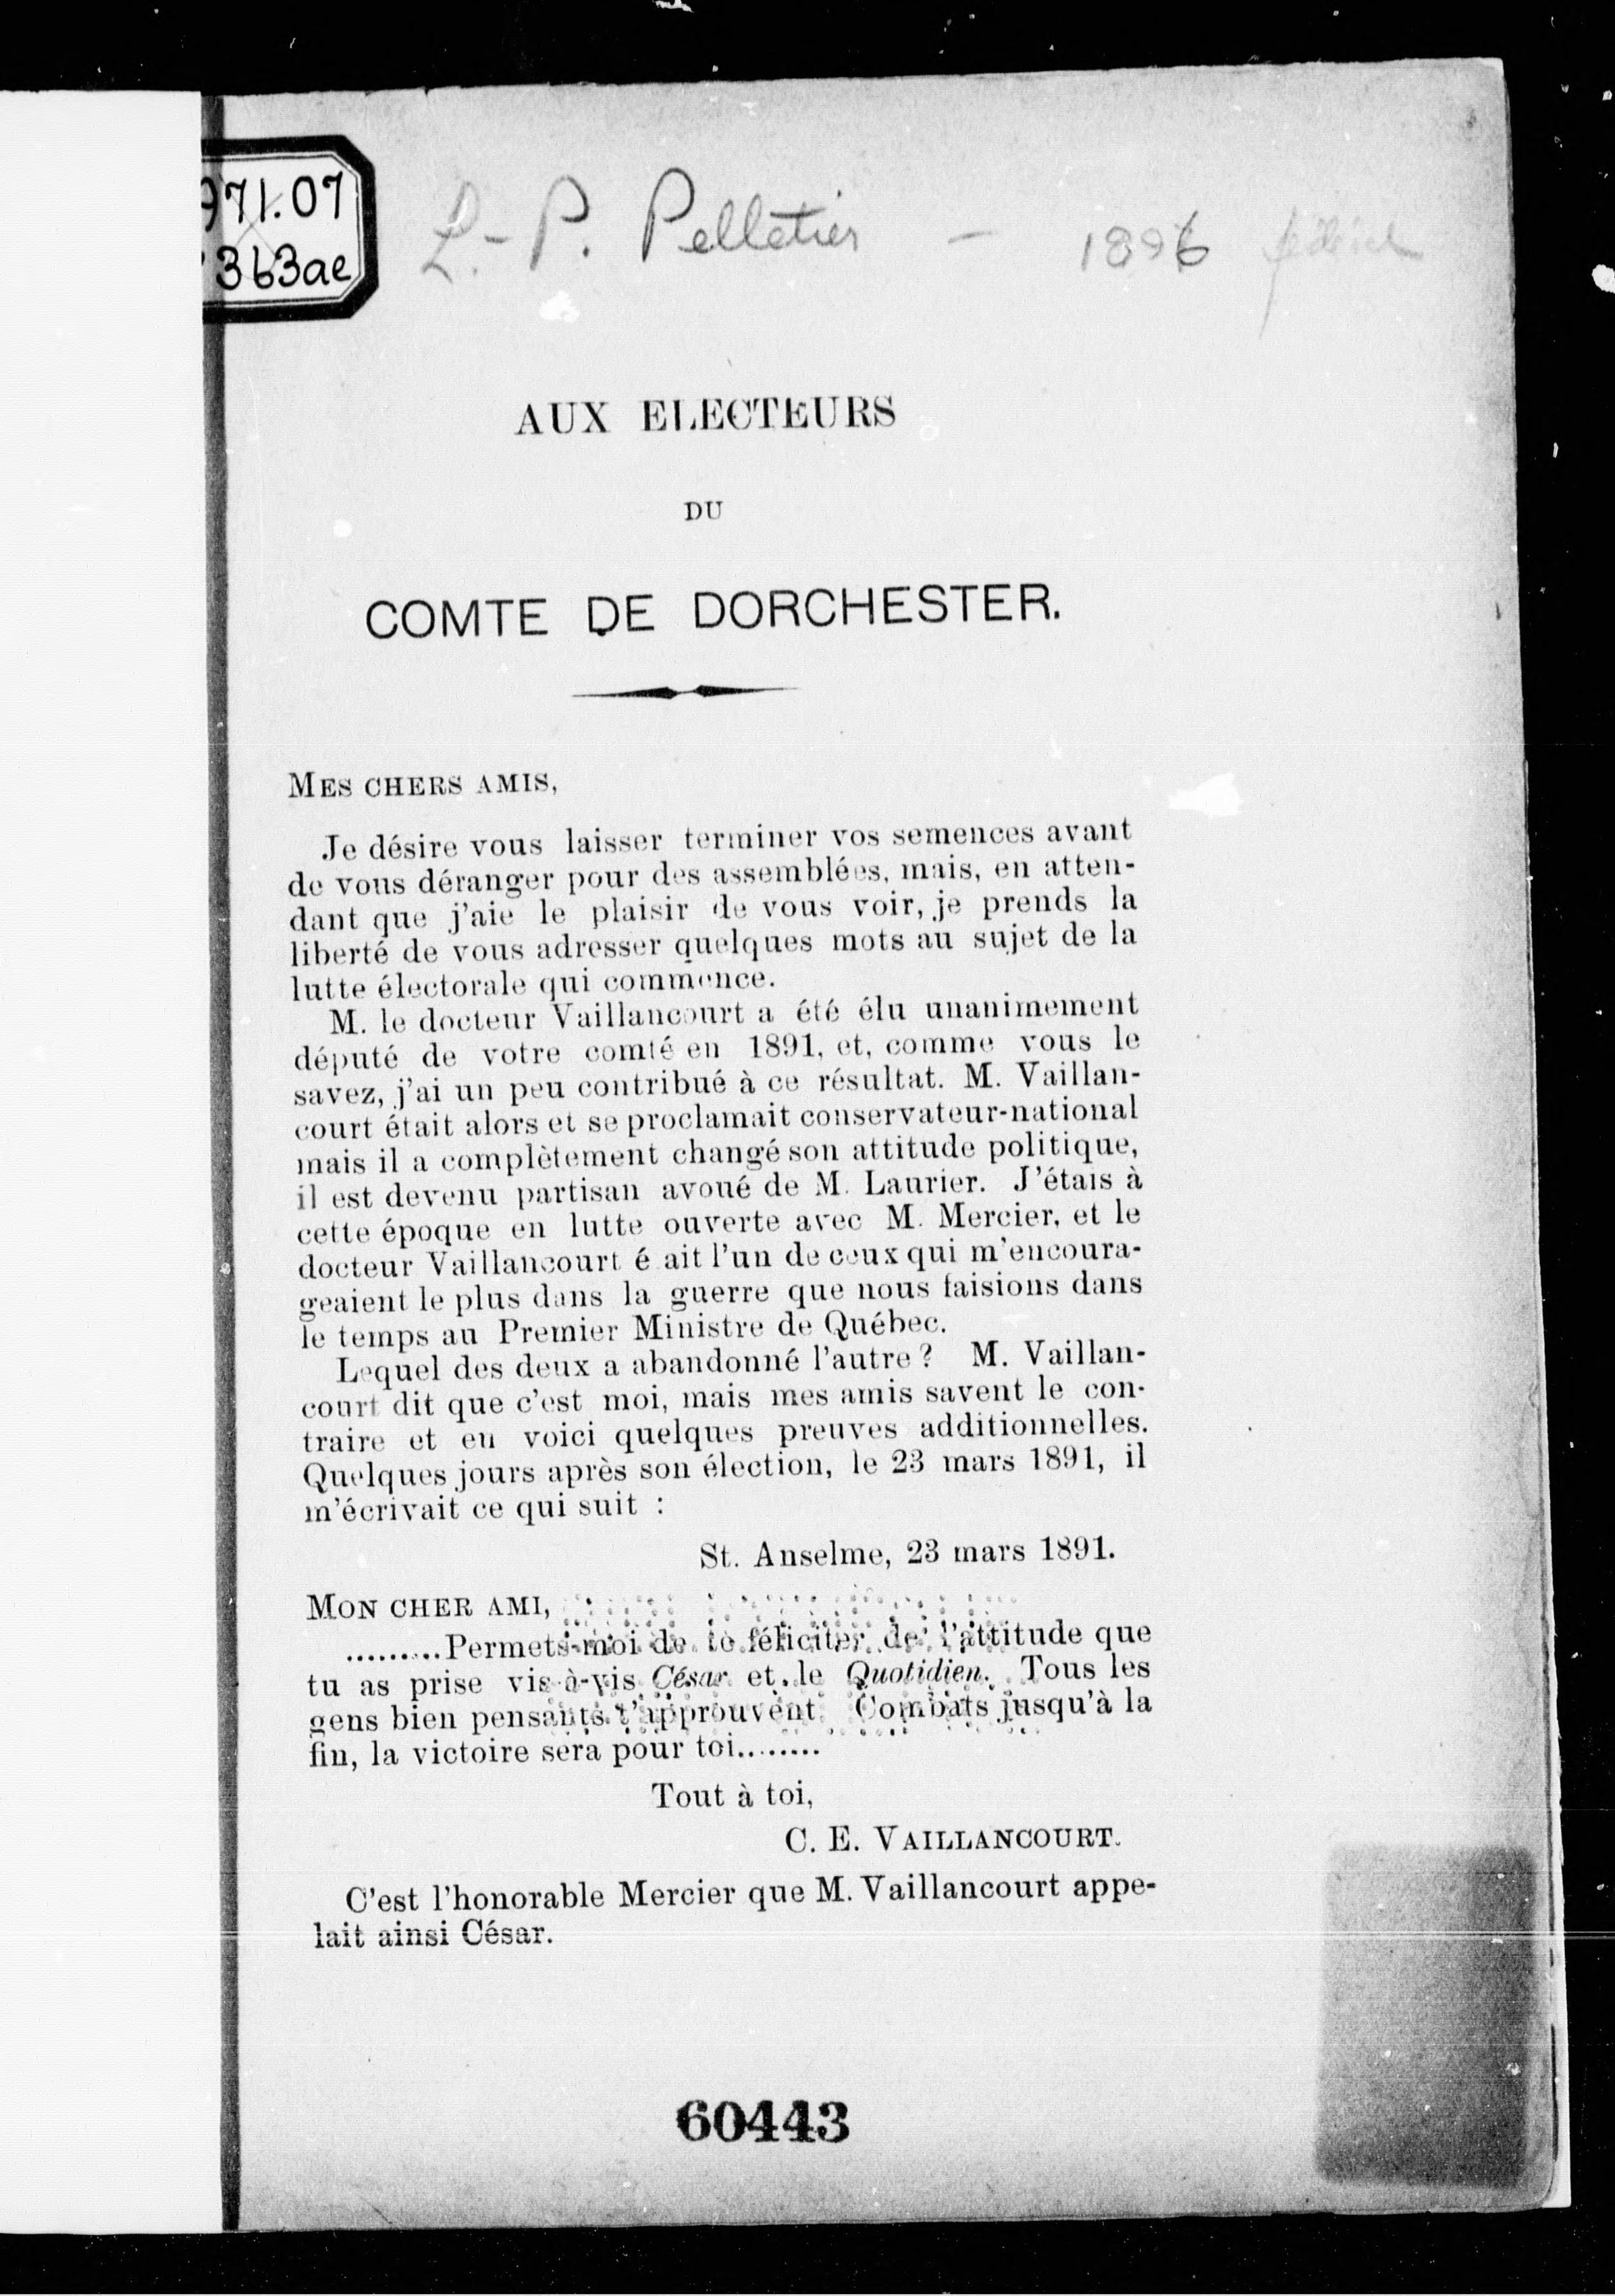 971.07
363ae
L.-P. Pelletier - 1896 fédéral
AUX ELECTEURS
DU
COMTE DE DORCHESTER.
MES CHERS AMIS,
Je désire vous laisser terminer vos semences avant
de vous déranger pour des assemblées, mais, en atten-
dant que j'aie le plaisir de vous voir, je prends la
liberté de vous adresser quelques mots au sujet de la
lutte électorale qui commence.
M. le docteur Vaillancourt a été élu unanimement
député de votre comté en 1891, et, comme vous le
savez, j'ai un peu contribué à ce résultat. M. Vaillan-
court était alors et se proclamait conservateur-national
mais il a complètement changé son attitude politique,
il est devenu partisan avoué de M. Laurier. J'étais à
cette époque en lutte ouverte avec M. Mercier, et le
docteur Vaillancourt é ait l'un de ceux qui m'encoura-
geaient le plus dans la guerre que nous faisions dans
le temps au Premier Ministre de Québec.
Lequel des deux a abandonné l'autre? M. Vaillan-
court dit que c'est moi, mais mes amis savent le con-
traire et en voici quelques preuves additionnelles.
Quelques jours après son élection, le 23 mars 1891, il
m'écrivait ce qui suit :
St. Anselme, 23 mars 1891.
MON CHER AMI,
.........Permets-moi de te féliciter de l'attitude que
tu as prise vis-à-vis César et le Quotidien. Tous les
gens bien pensants t'approuvent. Combats jusqu'à la
fin, la victoire sera pour toi.........
Tout à toi,
C. E. VAILLANCOURT.
C'est l'honorable Mercier que M. Vaillancourt appe-
lait ainsi César.
60443